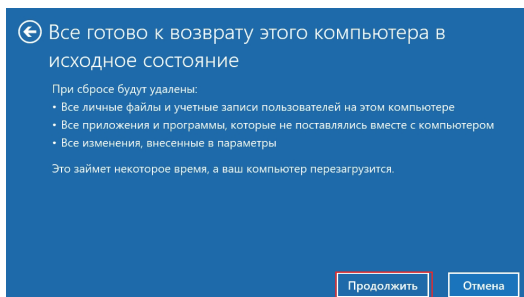 Все готово к возврату этого компьютера в
исходное состояние
При сбросе будут удалены:
• Все личные файлы и учетные записи пользователей на этом компьютере
• Все приложения и программы, которые не поставлялись вместе с компьютером
• Все изменения, внесенные в параметры
Это займет некоторое время, а ваш компьютер перезагрузится.
Продолжить Отмена